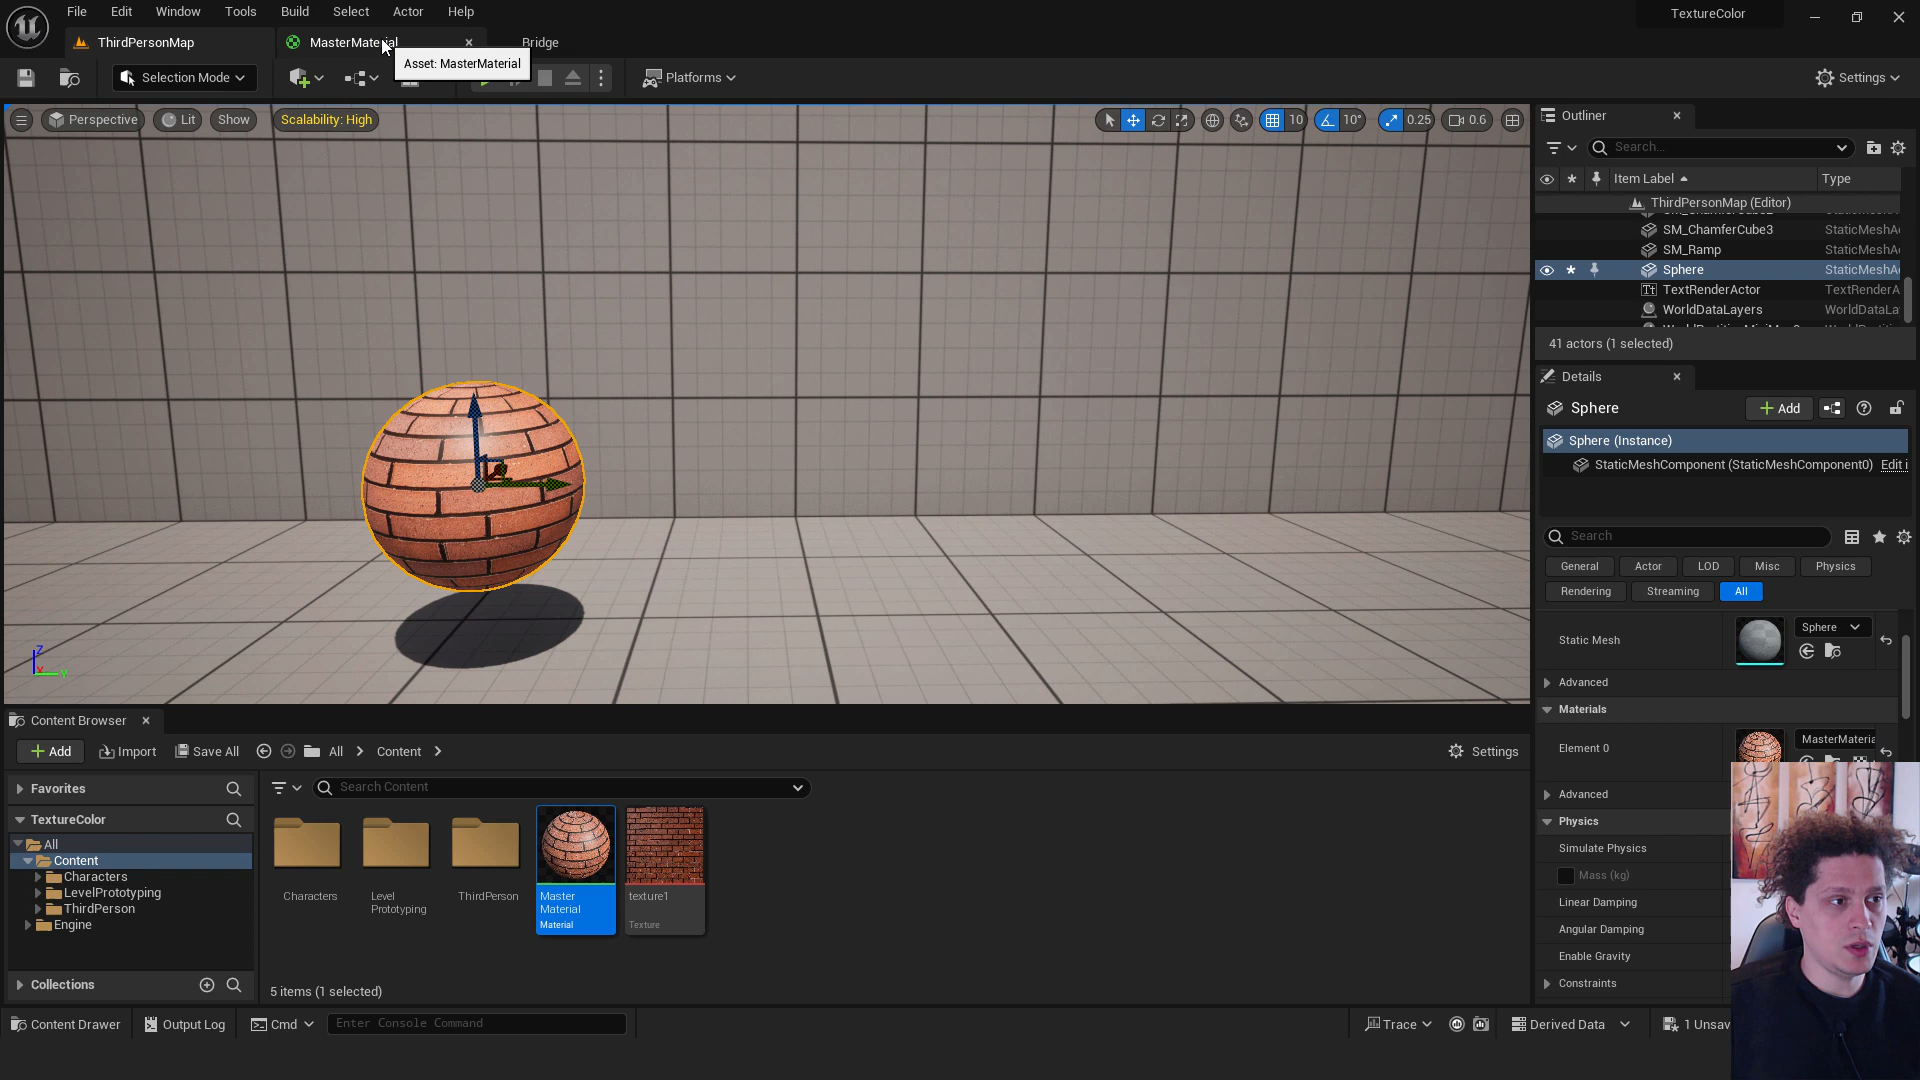 File Edit Window Tools Build Select Actor Help
TextureColor
ThirdPersonMap
MasterMaterial
Bridge
Asset: MasterMaterial
Selection Mode
Platforms
Settings
Perspective
Lit
Show
Scalability: High
10
10°
0.25
0.6
Outliner
Search...
Item Label
Type
ThirdPersonMap (Editor)
SM_ChamferCube3
StaticMeshA
SM_Ramp
StaticMeshA
Sphere
StaticMeshA
TextRenderActor
TextRenderA
WorldDataLayers
WorldDataLa
41 actors (1 selected)
Details
Sphere
Add
Sphere (Instance)
StaticMeshComponent (StaticMeshComponent0)
Edit i
Search
General Actor LOD Misc Physics
Rendering Streaming All
Static Mesh
Sphere
Advanced
Materials
Element 0
MasterMateria
Advanced
Physics
Simulate Physics
Mass (kg)
Linear Damping
Angular Damping
Enable Gravity
Constraints
Content Browser
Add
Import
Save All
All
Content
Settings
Favorites
Search Content
TextureColor
All
Content
Characters
LevelPrototyping
ThirdPerson
Engine
Collections
Characters
Level
Prototyping
ThirdPerson
Master
Material
Material
texture1
Texture
5 items (1 selected)
Content Drawer
Output Log
Cmd
Enter Console Command
Trace
Derived Data
1 Unsav
Z
Y